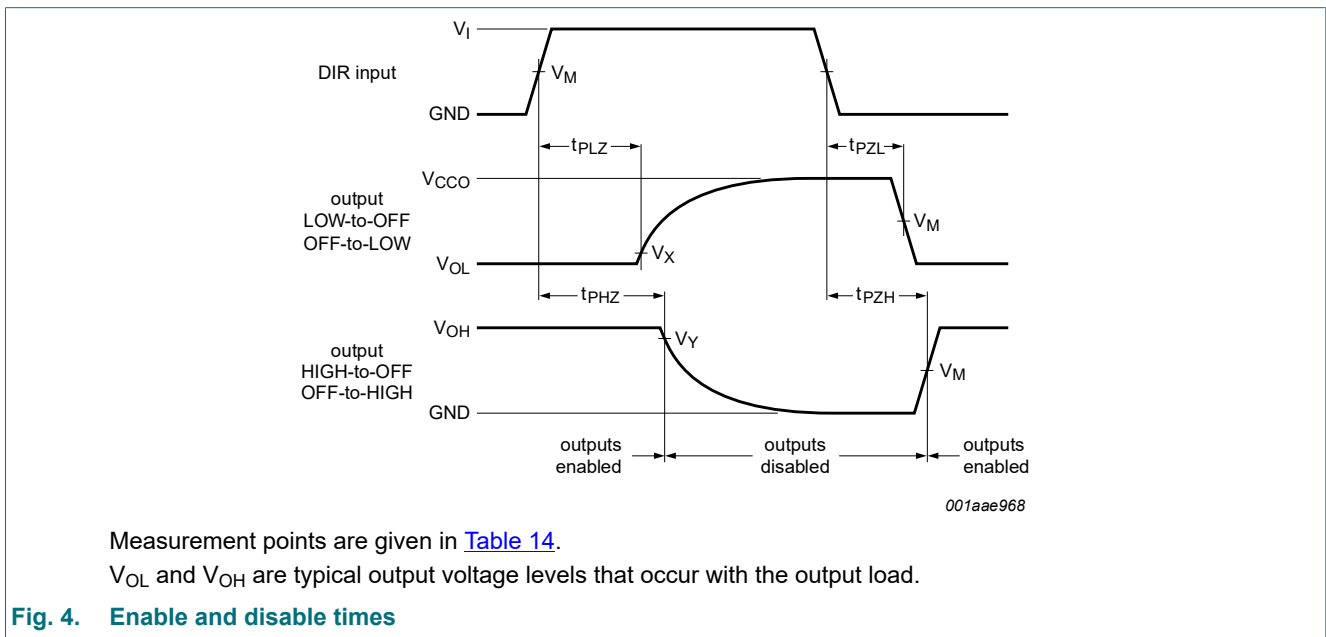 V_I
DIR input
V_M
GND
t_PLZ
t_PZL
V_CCO
output
LOW-to-OFF
OFF-to-LOW
V_M
V_X
V_OL
t_PHZ
t_PZH
V_OH
V_Y
output
HIGH-to-OFF
OFF-to-HIGH
V_M
GND
outputs
enabled
outputs
disabled
outputs
enabled
001aae968
Measurement points are given in Table 14.
V_OL and V_OH are typical output voltage levels that occur with the output load.
Fig. 4. Enable and disable times